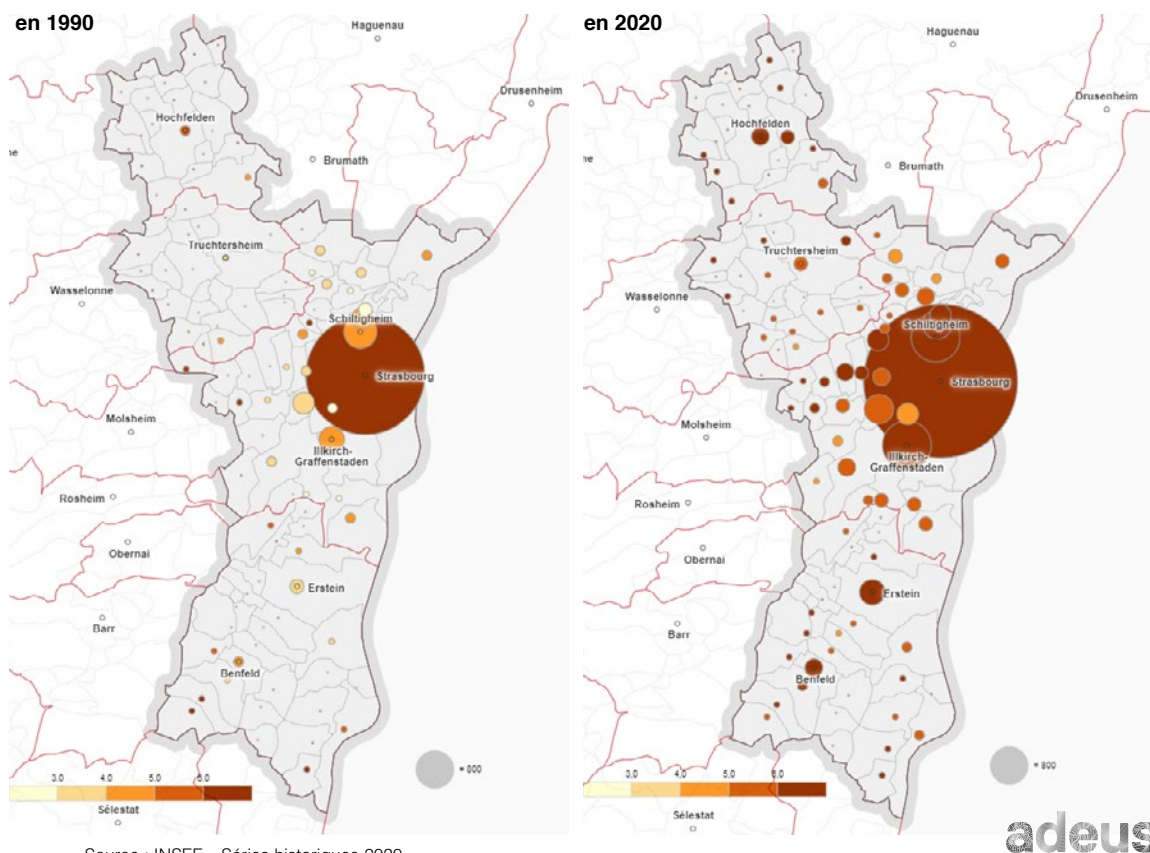 en 1990
Haguenau
Drusenheim
Hochfelden
Brumath
Truchtersheim
Wasselonne
Schiltigheim
Strasbourg
Molsheim
Illkirch-
Graffenstaden
Rosheim
Obernai
Erstein
Barr
Benfeld
3.0 4.0 5.0 6.0
= 800
Sélestat
en 2020
Haguenau
Drusenheim
Hochfelden
Brumath
Truchtersheim
Wasselonne
Schiltigheim
Strasbourg
Molsheim
Illkirch-
Graffenstaden
Rosheim
Obernai
Erstein
Barr
Benfeld
3.0 4.0 5.0 6.0
= 800
Sélestat
adeus